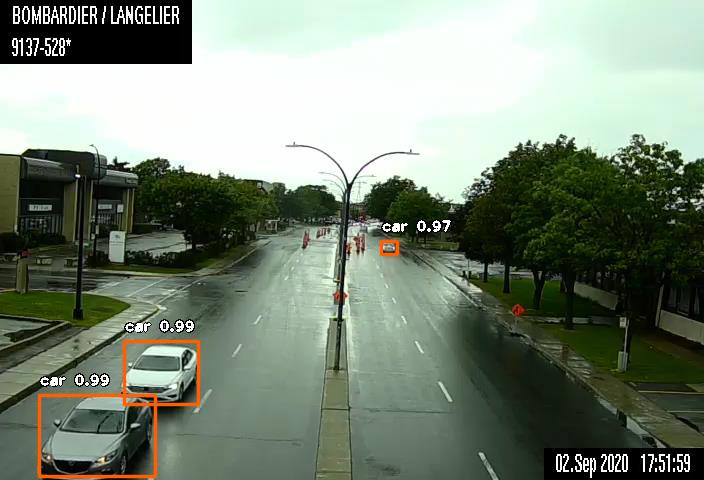 BOMBARDIER / LANGELIER
9137-528*
car 0.97
car 0.99
car 0.99
02.Sep 2020 17:51:59